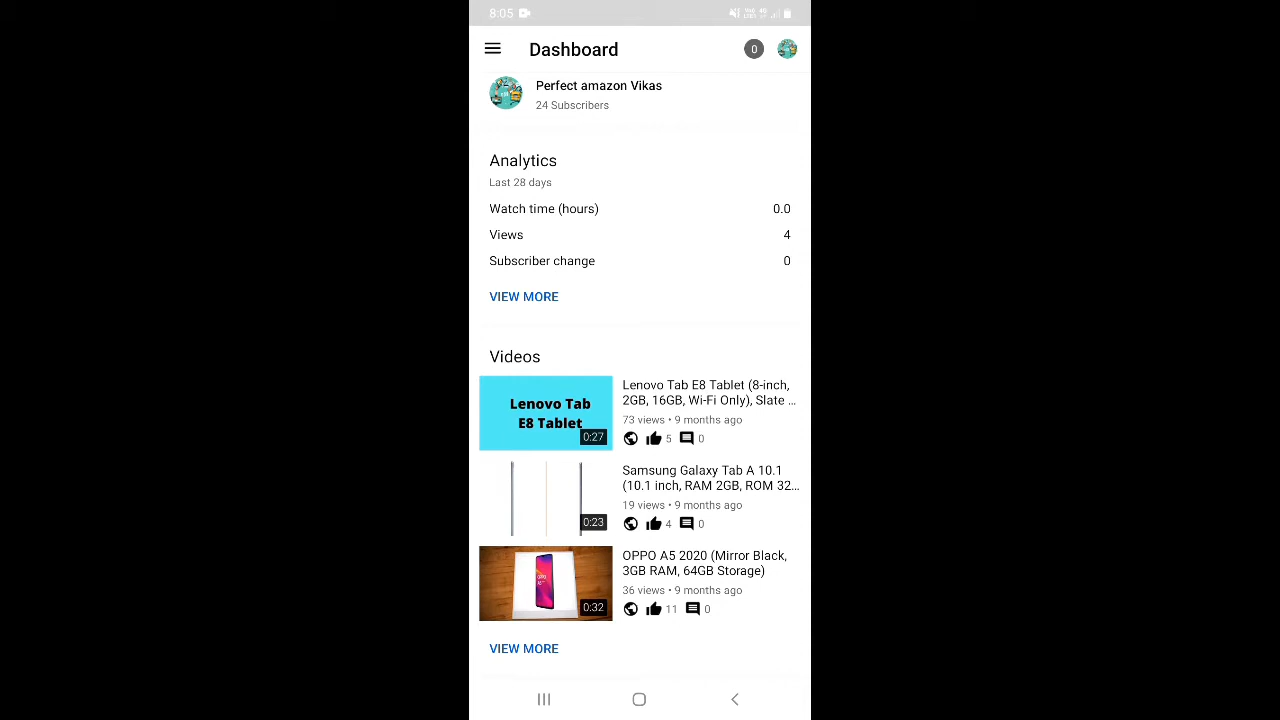 8:05
Dashboard
0
Perfect amazon Vikas
24 Subscribers
Analytics
Last 28 days
Watch time (hours) 0.0
Views 4
Subscriber change 0
VIEW MORE
Videos
Lenovo Tab
E8 Tablet
0:27
Lenovo Tab E8 Tablet (8-inch,
2GB, 16GB, Wi-Fi Only), Slate ...
73 views • 9 months ago
5 0
0:23
Samsung Galaxy Tab A 10.1
(10.1 inch, RAM 2GB, ROM 32...
19 views • 9 months ago
4 0
OPPO
0:32
OPPO A5 2020 (Mirror Black,
3GB RAM, 64GB Storage)
36 views • 9 months ago
11 0
VIEW MORE